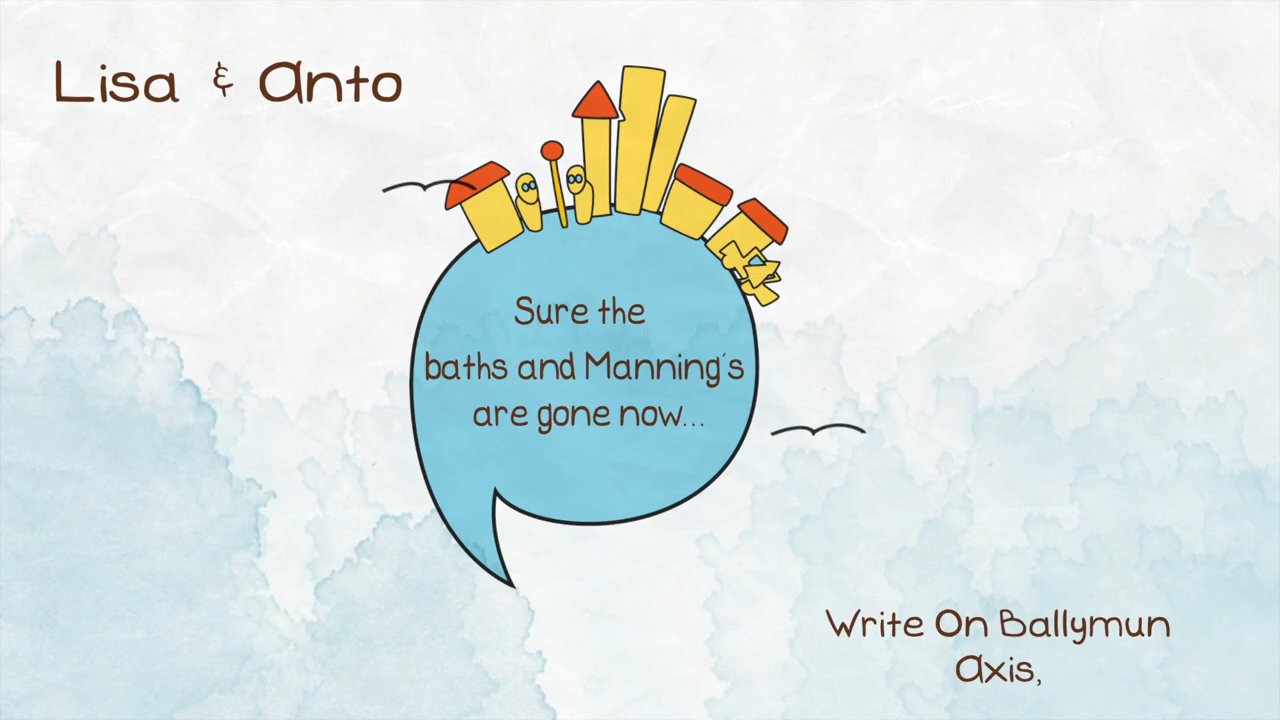 Lisa & Anto
Sure the
baths and Manning's
are gone now...
Write On Ballymun
Axis,